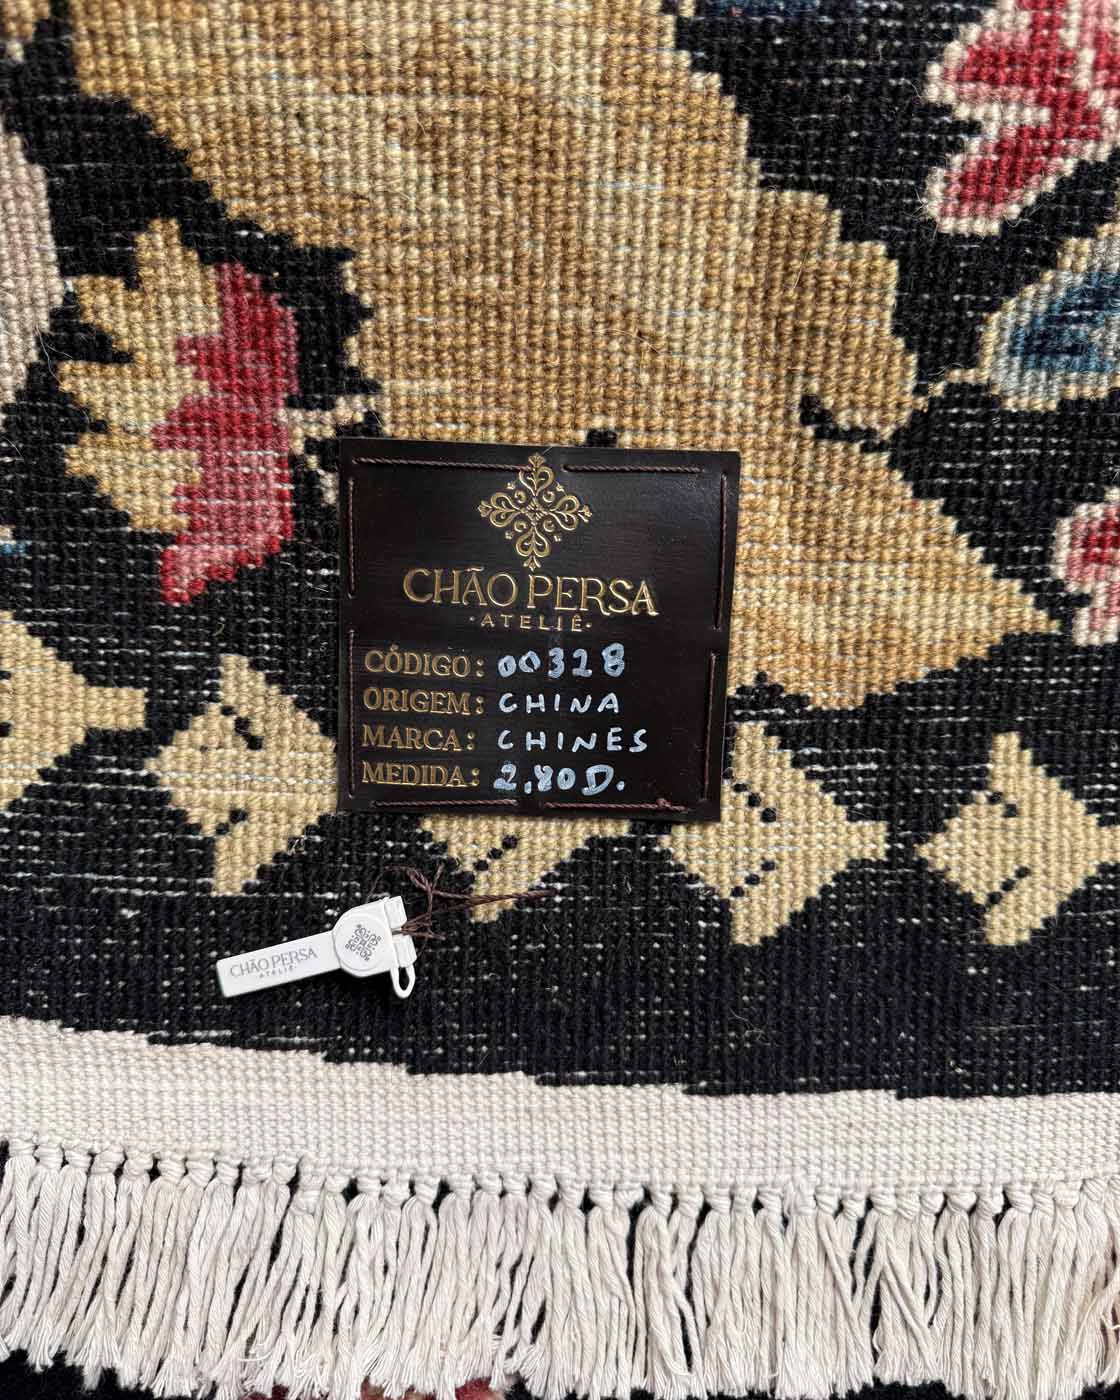 CHÃO PERSA
·ATELIÊ·
CÓDIGO: 00328
ORIGEM: CHINA
MARCA: CHINES
MEDIDA: 2,80D.
CHÃO PERSA
ATELIÊ